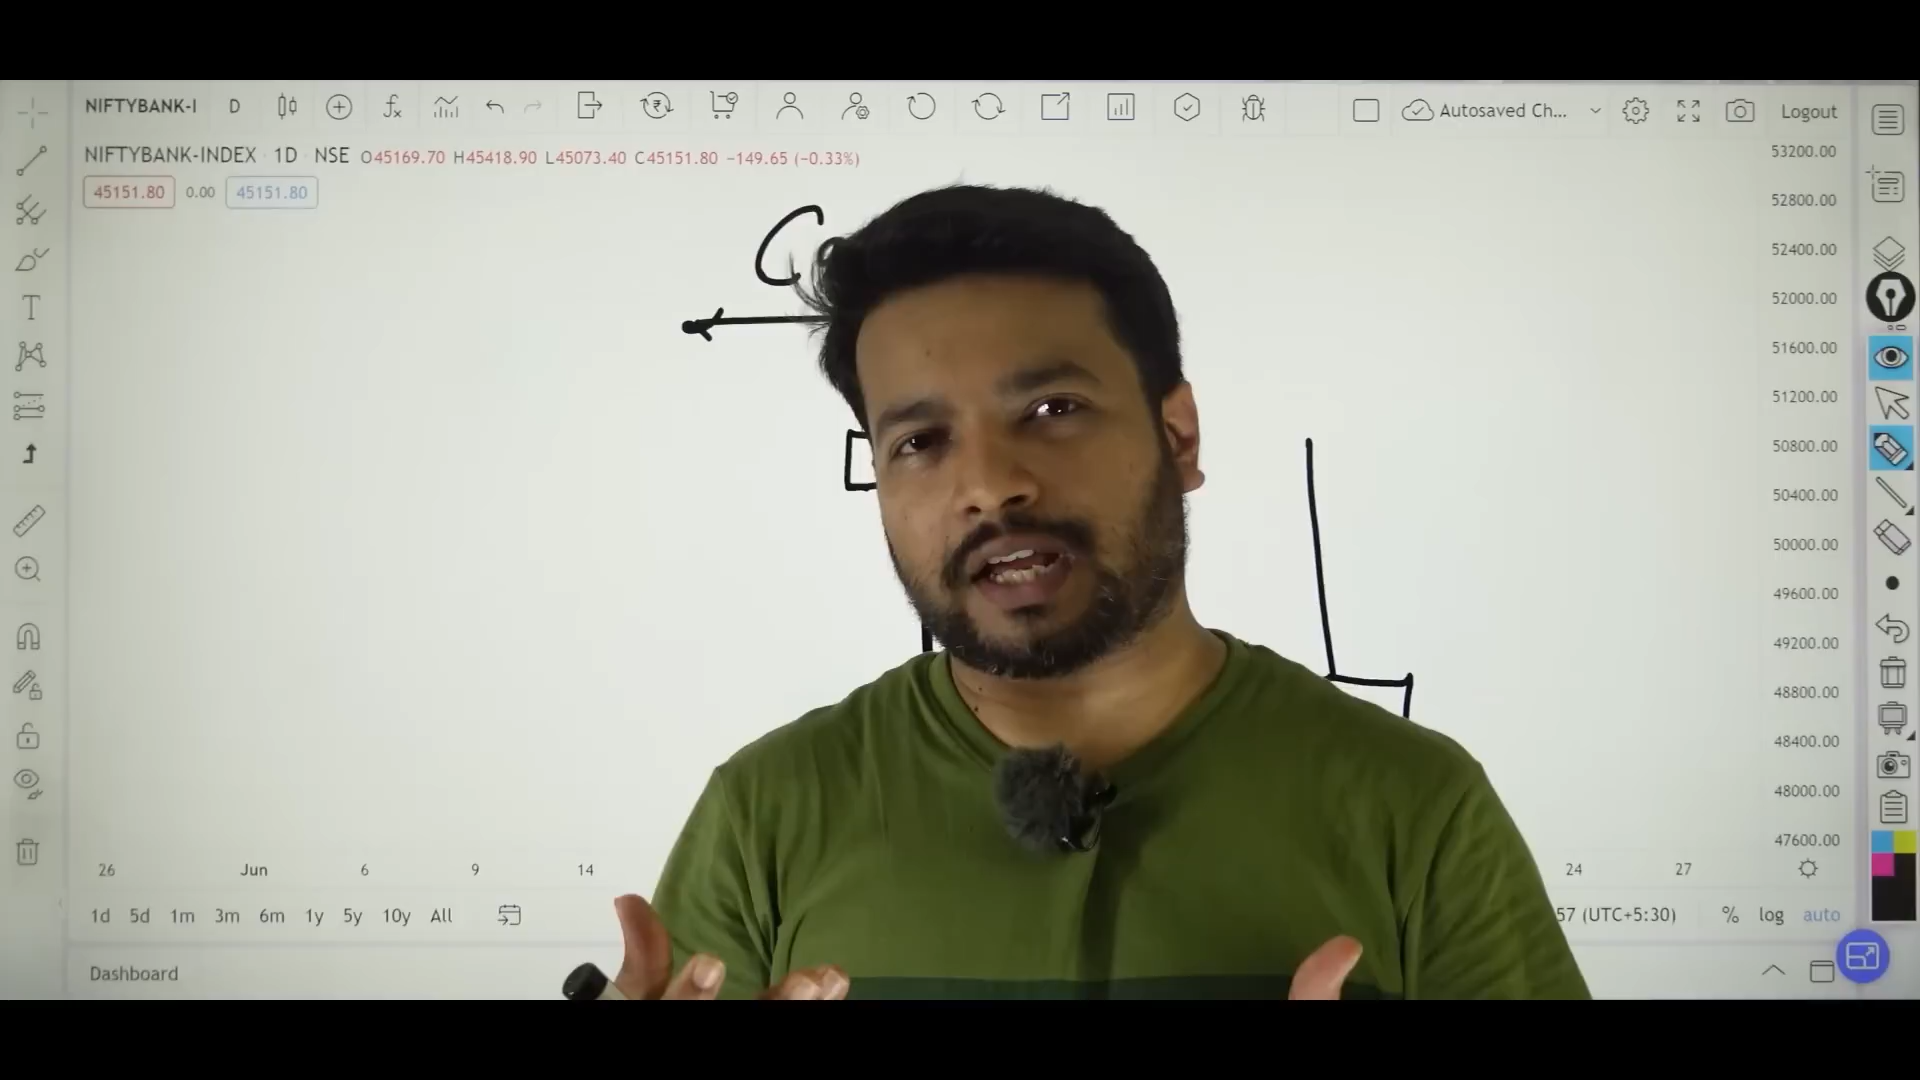 NIFTYBANK-I D Autosaved Ch... Logout
NIFTYBANK-INDEX 1D NSE O45169.70 H45418.90 L45073.40 C45151.80 −149.65 (−0.33%)
45151.80 0.00 45151.80
53200.00
52800.00
52400.00
52000.00
51600.00
51200.00
50800.00
50400.00
50000.00
49600.00
49200.00
48800.00
48400.00
48000.00
47600.00
26 Jun 6 9 14 24 27
1d 5d 1m 3m 6m 1y 5y 10y All 57 (UTC+5:30) % log auto
Dashboard